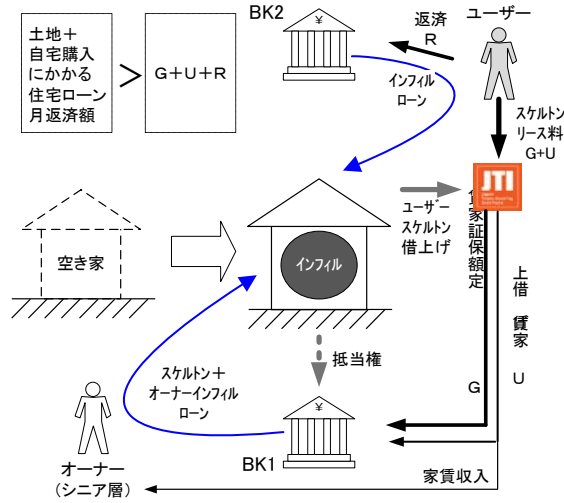 土地＋
自宅購入
にかかる
住宅ローン
月返済額
＞
G＋U＋R
BK2
￥
返済
R
ユーザー
インフィル
ローン
スケルトン
リース料
G+U
JTI
空き家
インフィル
ユーザー
スケルトン
借上げ
賃家証保額定
G
上借 賃家
げ
U
抵当権
スケルトン＋
オーナーインフィル
ローン
￥
BK1
オーナー
（シニア層）
家賃収入